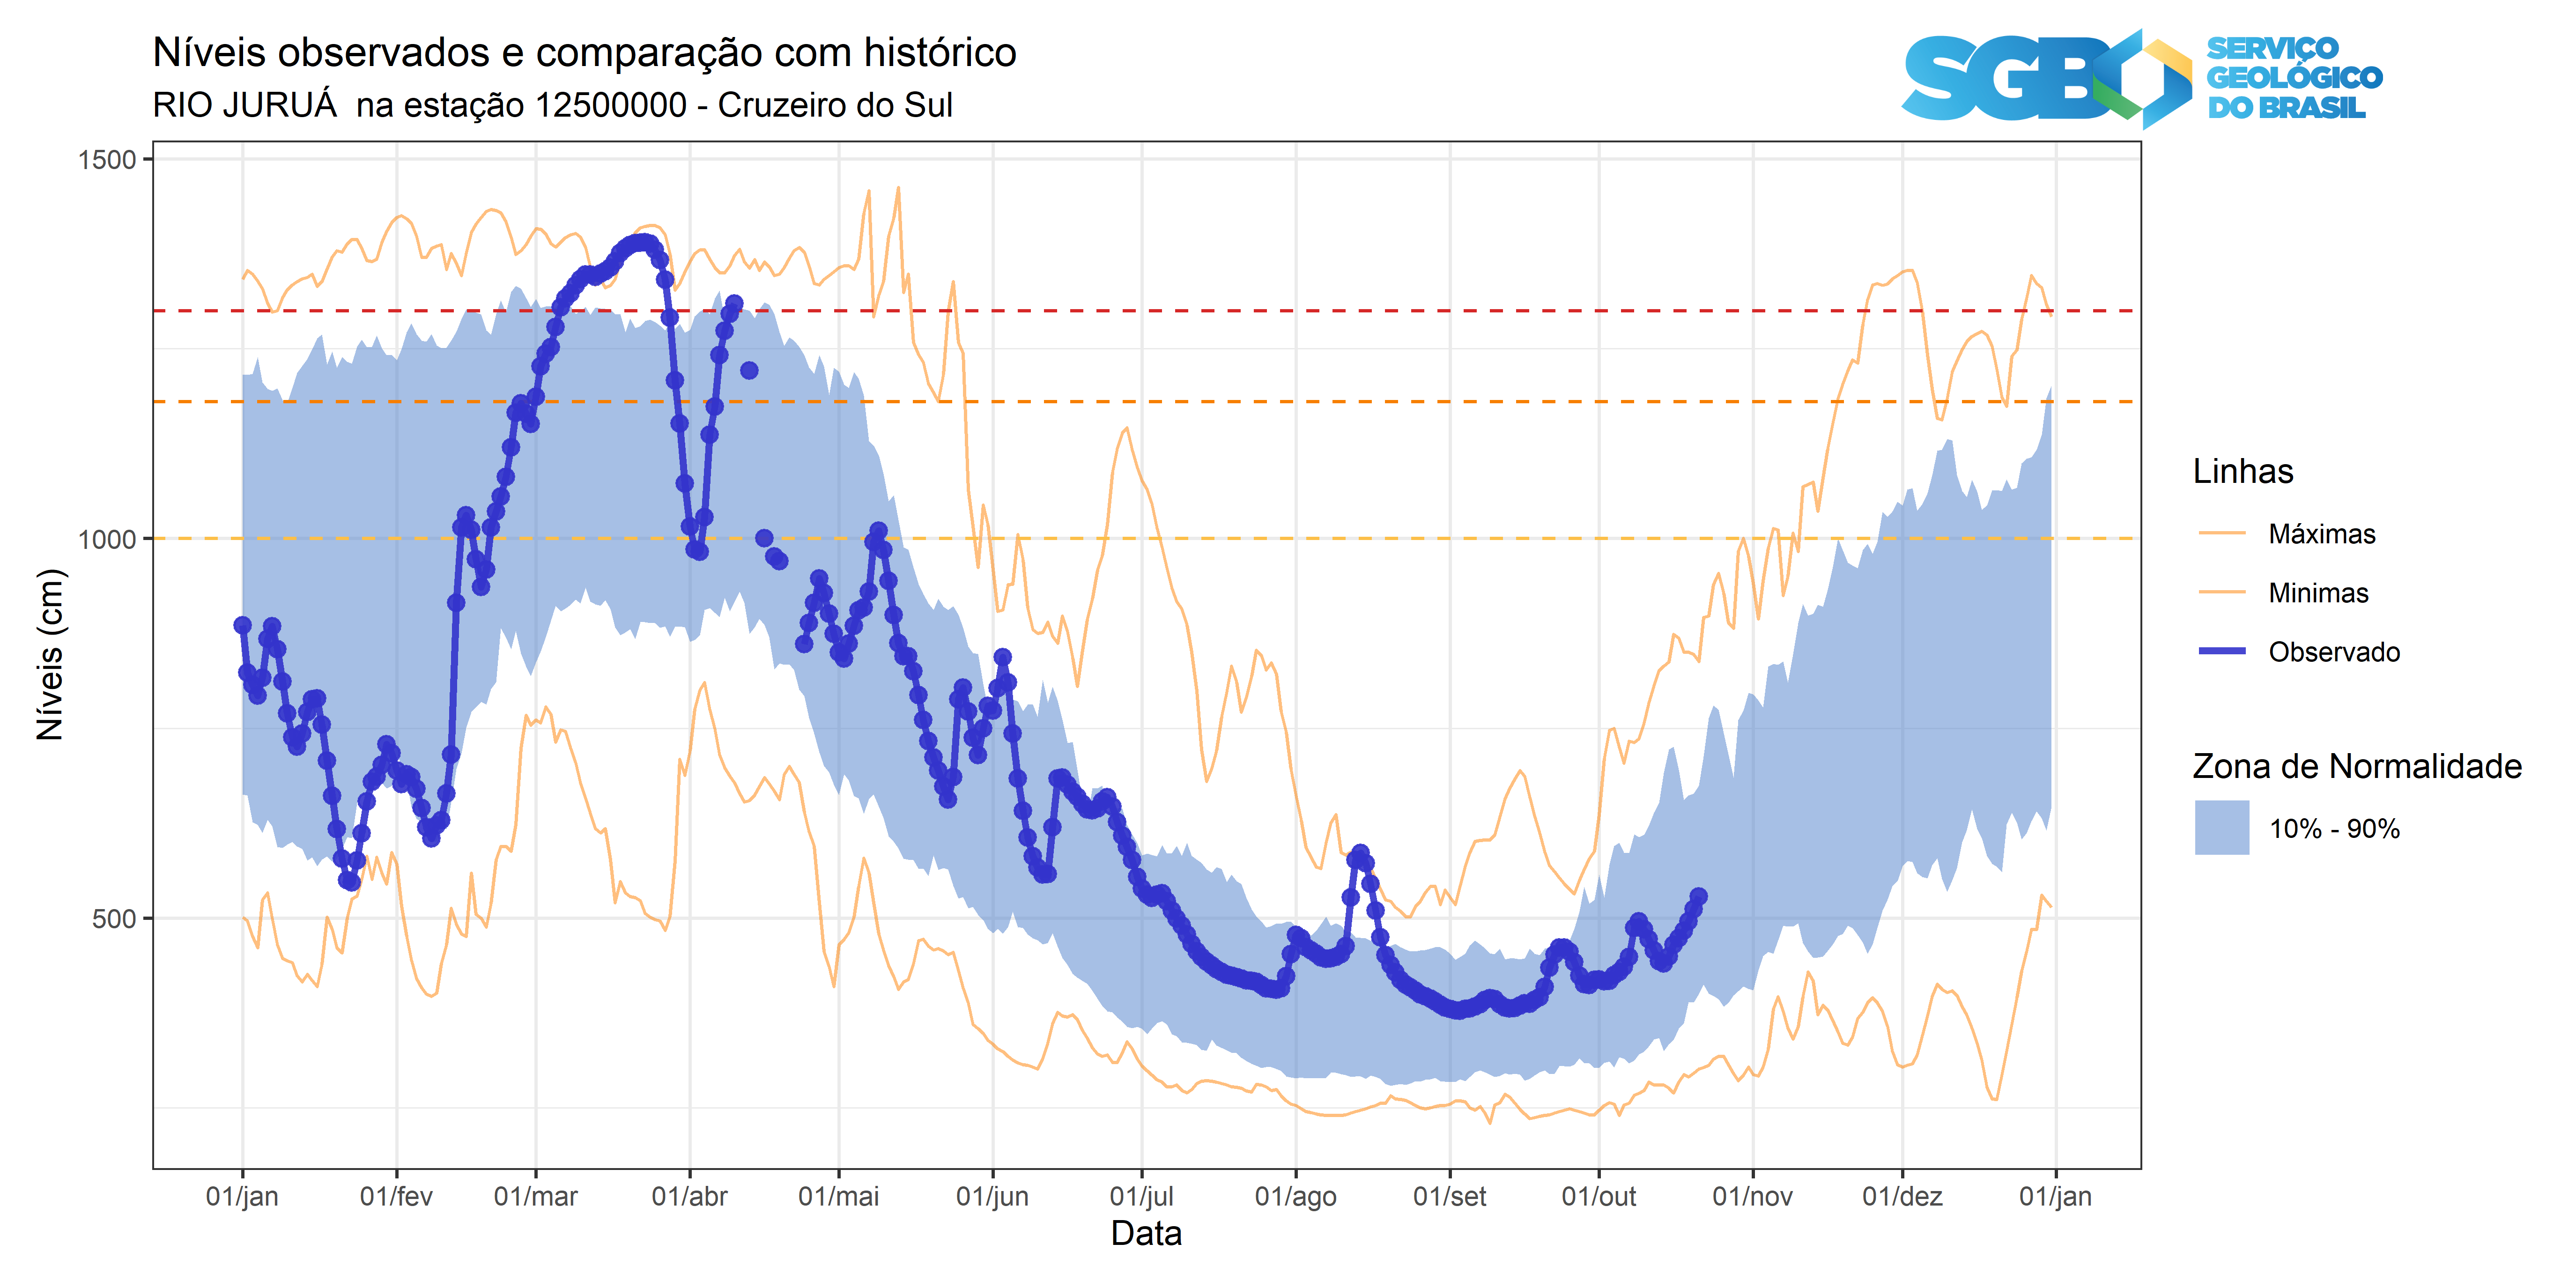 Níveis observados e comparação com histórico
RIO JURUÁ  na estação 12500000 - Cruzeiro do Sul
SGB
SERVIÇO
GEOLÓGICO
DO BRASIL
Níveis (cm)
1500
1000
500
01/jan
01/fev
01/mar
01/abr
01/mai
01/jun
01/jul
01/ago
01/set
01/out
01/nov
01/dez
01/jan
Data
Linhas
Máximas
Minimas
Observado
Zona de Normalidade
10% - 90%